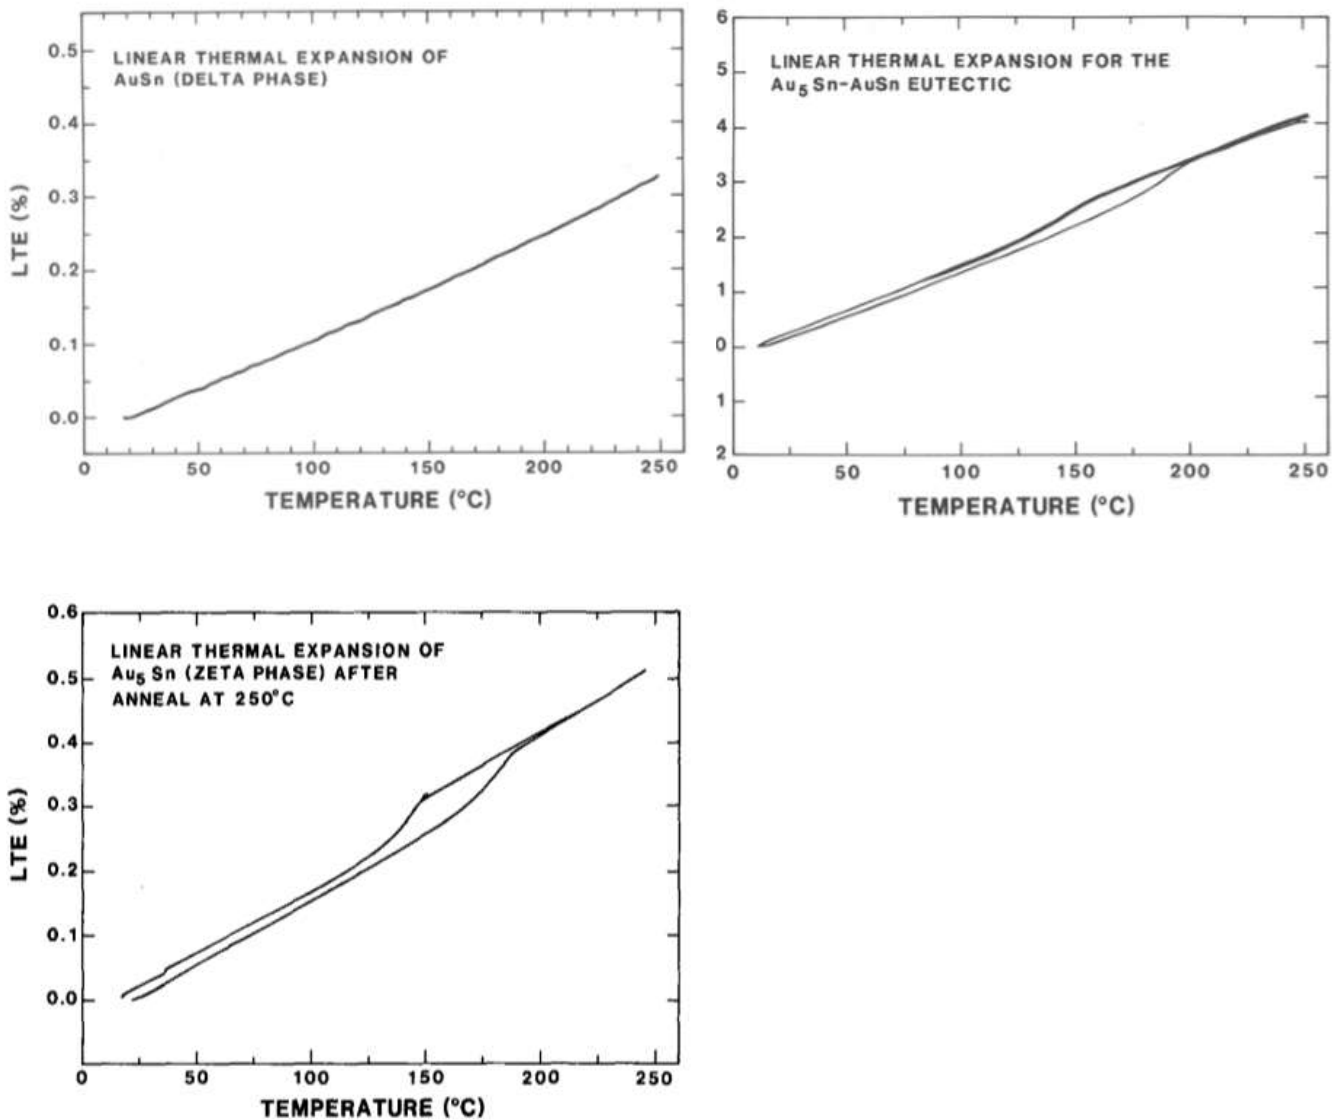 LINEAR THERMAL EXPANSION OF
AuSn (DELTA PHASE)
0.5
0.4
0.3
0.2
0.1
0.0
LTE (%)
0 50 100 150 200 250
TEMPERATURE (°C)
LINEAR THERMAL EXPANSION FOR THE
Au5 Sn-AuSn EUTECTIC
6
5
4
3
2
1
0
1
2
0 50 100 150 200 250
TEMPERATURE (°C)
LINEAR THERMAL EXPANSION OF
Au5 Sn (ZETA PHASE) AFTER
ANNEAL AT 250°C
0.6
0.5
0.4
0.3
0.2
0.1
0.0
LTE (%)
0 50 100 150 200 250
TEMPERATURE (°C)